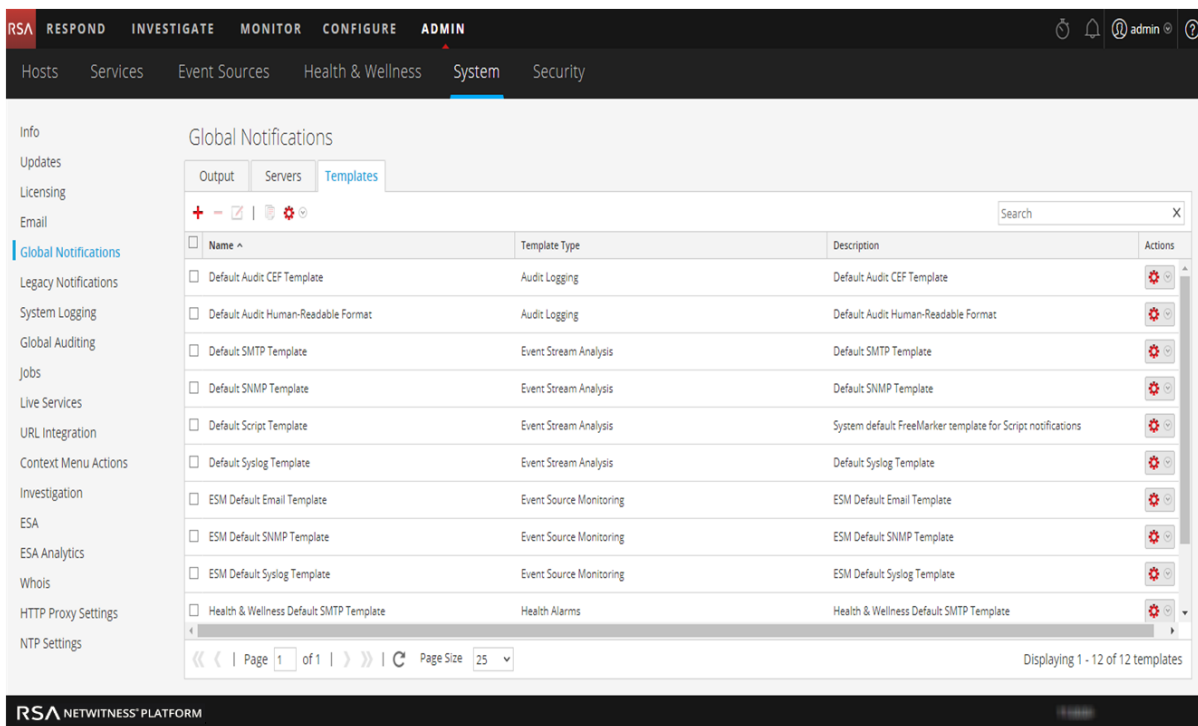 RSA RESPOND INVESTIGATE MONITOR CONFIGURE ADMIN admin ?
Hosts Services Event Sources Health & Wellness System Security
Info
Updates
Licensing
Email
Global Notifications
Legacy Notifications
System Logging
Global Auditing
Jobs
Live Services
URL Integration
Context Menu Actions
Investigation
ESA
ESA Analytics
Whois
HTTP Proxy Settings
NTP Settings
Global Notifications
Output Servers Templates
Search X
Name Template Type Description Actions
Default Audit CEF Template Audit Logging Default Audit CEF Template
Default Audit Human-Readable Format Audit Logging Default Audit Human-Readable Format
Default SMTP Template Event Stream Analysis Default SMTP Template
Default SNMP Template Event Stream Analysis Default SNMP Template
Default Script Template Event Stream Analysis System default FreeMarker template for Script notifications
Default Syslog Template Event Stream Analysis Default Syslog Template
ESM Default Email Template Event Source Monitoring ESM Default Email Template
ESM Default SNMP Template Event Source Monitoring ESM Default SNMP Template
ESM Default Syslog Template Event Source Monitoring ESM Default Syslog Template
Health & Wellness Default SMTP Template Health Alarms Health & Wellness Default SMTP Template
Page 1 of 1 Page Size 25 Displaying 1 - 12 of 12 templates
RSA NETWITNESS® PLATFORM